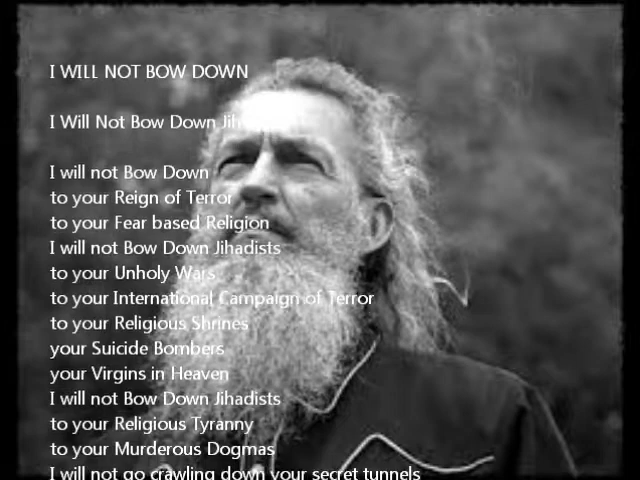 I WILL NOT BOW DOWN
I Will Not Bow Down
I will not Bow Down
to your Reign of Terror
to your Fear based Religion
I will not Bow Down Jihadists
to your Unholy Wars
to your International Campaign of Terror
to your Religious Shrines
your Suicide Bombers
your Virgins in Heaven
I will not Bow Down Jihadists
to your Religious Tyranny
to your Murderous Dogmas
I will not go crawling down your secret tunnels